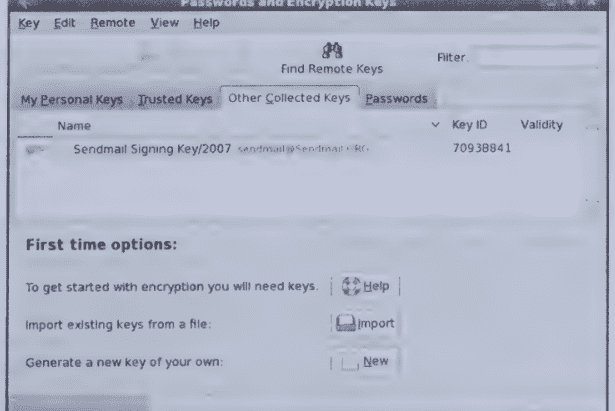 Passwords and Encryption Keys
Key Edit Remote View Help
Find Remote Keys
Filter:
My Personal Keys Trusted Keys Other Collected Keys Passwords
Name Key ID Validity
Sendmail Signing Key/2007 sendmail@Sendmail.ORG 70938841
First time options:
To get started with encryption you will need keys. Help
Import existing keys from a file: Import
Generate a new key of your own: New